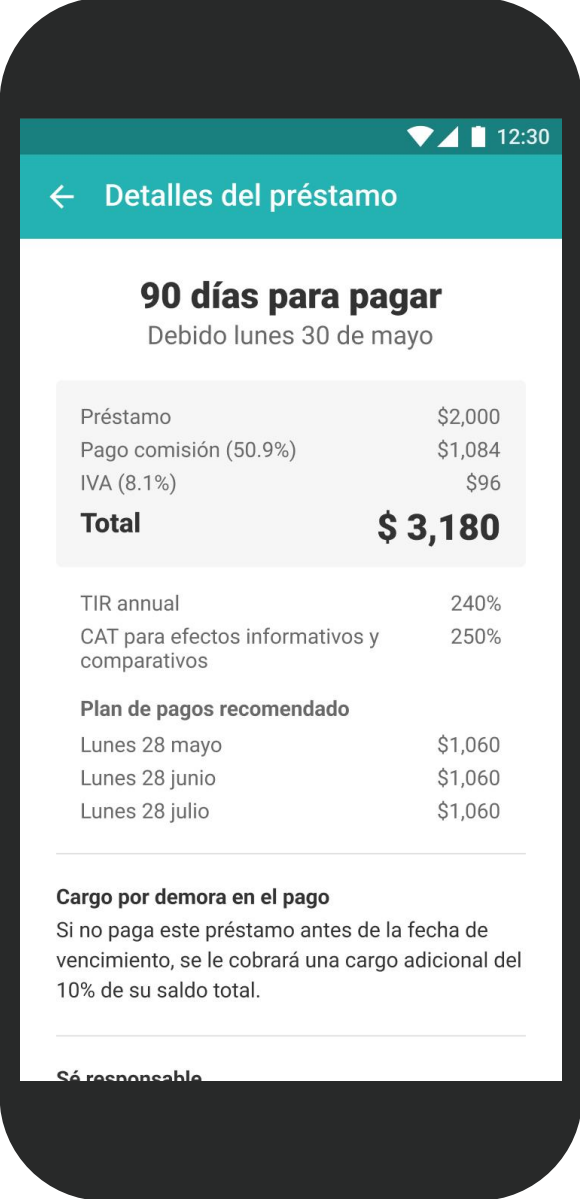 12:30
Detalles del préstamo
90 días para pagar
Debido lunes 30 de mayo
Préstamo $2,000
Pago comisión (50.9%) $1,084
IVA (8.1%) $96
Total $ 3,180
TIR annual 240%
CAT para efectos informativos y 250%
comparativos
Plan de pagos recomendado
Lunes 28 mayo $1,060
Lunes 28 junio $1,060
Lunes 28 julio $1,060
Cargo por demora en el pago
Si no paga este préstamo antes de la fecha de
vencimiento, se le cobrará una cargo adicional del
10% de su saldo total.
Sé responsable